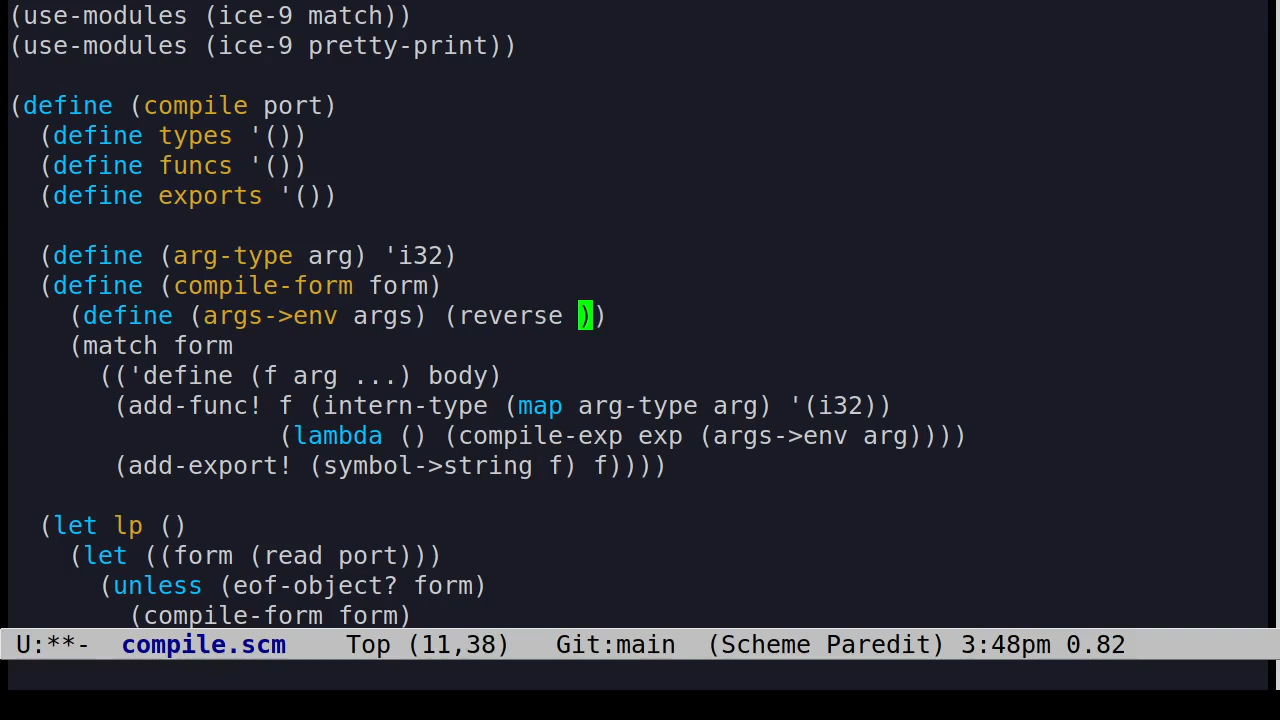 (use-modules (ice-9 match))
(use-modules (ice-9 pretty-print))

(define (compile port)
  (define types '())
  (define funcs '())
  (define exports '())

  (define (arg-type arg) 'i32)
  (define (compile-form form)
    (define (args->env args) (reverse ))
    (match form
      (('define (f arg ...) body)
       (add-func! f (intern-type (map arg-type arg) '(i32))
                  (lambda () (compile-exp exp (args->env arg))))
       (add-export! (symbol->string f) f))))

  (let lp ()
    (let ((form (read port)))
      (unless (eof-object? form)
        (compile-form form)
U:**-  compile.scm    Top (11,38)   Git:main  (Scheme Paredit) 3:48pm 0.82